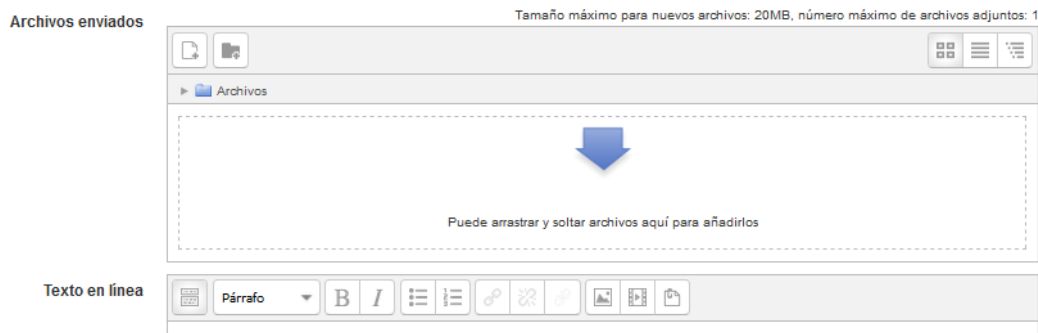 Tamaño máximo para nuevos archivos: 20MB, número máximo de archivos adjuntos: 1
Archivos enviados
Archivos
Puede arrastrar y soltar archivos aquí para añadirlos
Texto en línea
Párrafo
B I